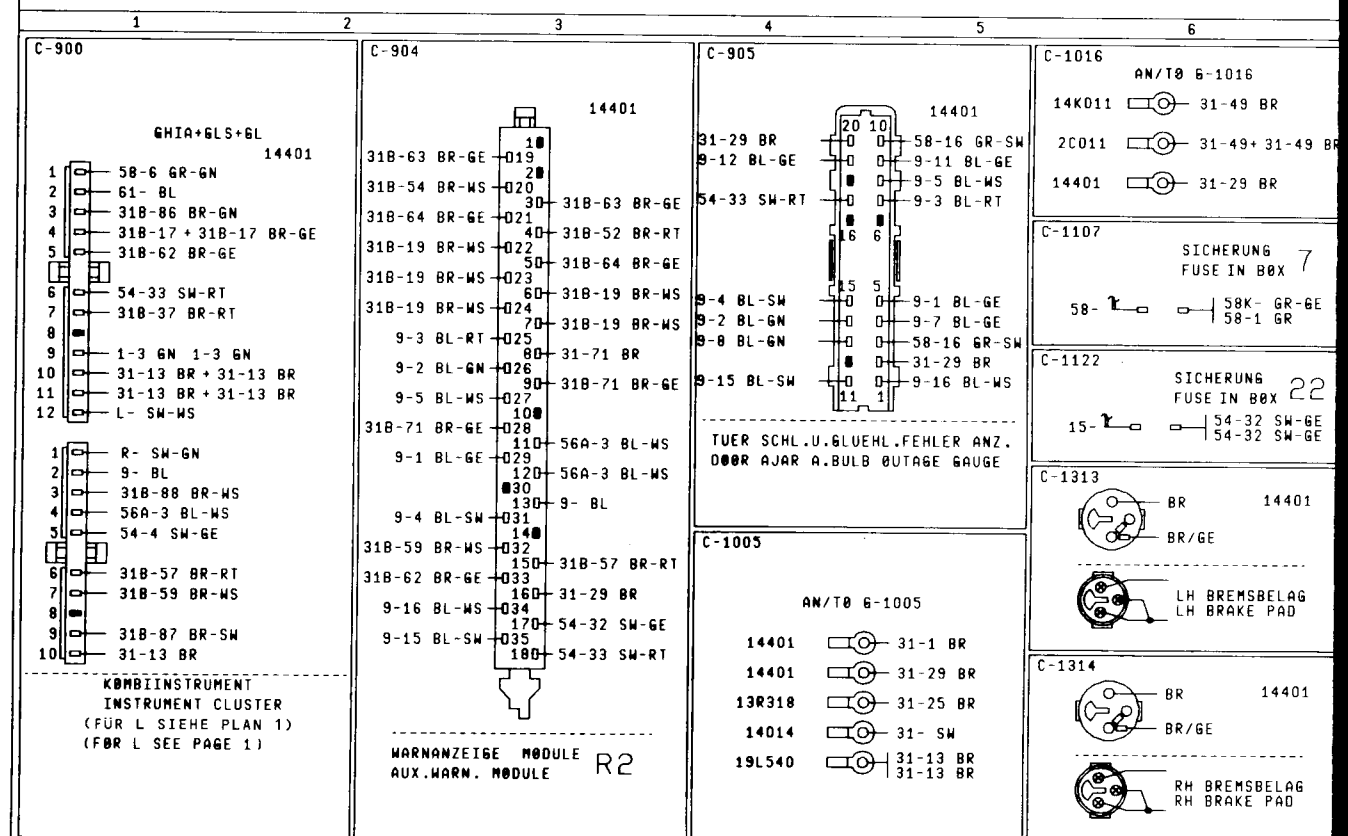 1 2 3 4 5 6
C-900
GHIA+GLS+GL
14401
1 58-6 GR-GN
2 61- BL
3 31B-86 BR-GN
4 31B-17 + 31B-17 BR-GE
5 31B-62 BR-GE
6 54-33 SW-RT
7 31B-37 BR-RT
8
9 1-3 GN 1-3 GN
10 31-13 BR + 31-13 BR
11 31-13 BR + 31-13 BR
12 L- SW-WS
1 R- SW-GN
2 9- BL
3 31B-88 BR-WS
4 56A-3 BL-WS
5 54-4 SW-GE
6 31B-57 BR-RT
7 31B-59 BR-WS
8
9 31B-87 BR-SW
10 31-13 BR
KØMBIINSTRUMENT
INSTRUMENT CLUSTER
(FÜR L SIEHE PLAN 1)
(FØR L SEE PAGE 1)
C-904
14401
1
31B-63 BR-GE 19
2
31B-54 BR-WS 20
3 31B-63 BR-GE
31B-64 BR-GE 21
4 31B-52 BR-RT
31B-19 BR-WS 22
5 31B-64 BR-GE
31B-19 BR-WS 23
6 31B-19 BR-WS
31B-19 BR-WS 24
7 31B-19 BR-WS
9-3 BL-RT 25
8 31-71 BR
9-2 BL-GN 26
9 31B-71 BR-GE
9-5 BL-WS 27
10
31B-71 BR-GE 28
11 56A-3 BL-WS
9-1 BL-GE 29
12 56A-3 BL-WS
30
13 9- BL
9-4 BL-SW 31
14
31B-59 BR-WS 32
15 31B-57 BR-RT
31B-62 BR-GE 33
16 31-29 BR
9-16 BL-WS 34
17 54-32 SW-GE
9-15 BL-SW 35
18 54-33 SW-RT
WARNANZEIGE MØDULE
AUX.WARN. MØDULE
R2
C-905
14401
20 10
31-29 BR 58-16 GR-SW
9-12 BL-GE 9-11 BL-GE
9-5 BL-WS
54-33 SW-RT 9-3 BL-RT
16 6
15 5
9-4 BL-SW 9-1 BL-GE
9-2 BL-GN 9-7 BL-GE
9-8 BL-GN 58-16 GR-SW
31-29 BR
9-15 BL-SW 9-16 BL-WS
11 1
TUER SCHL.U.GLUEHL.FEHLER ANZ.
DØØR AJAR A.BULB ØUTAGE GAUGE
C-1005
AN/TØ G-1005
14401 31-1 BR
14401 31-29 BR
13R318 31-25 BR
14014 31- SW
19L540 31-13 BR
31-13 BR
C-1016
AN/TØ G-1016
14K011 31-49 BR
2C011 31-49+31-49 BR
14401 31-29 BR
C-1107
SICHERUNG
FUSE IN BØX 7
58- 58K- GR-GE
58-1 GR
C-1122
SICHERUNG
FUSE IN BØX 22
15- 54-32 SW-GE
54-32 SW-GE
C-1313
BR 14401
BR/GE
LH BREMSBELAG
LH BRAKE PAD
C-1314
BR 14401
BR/GE
RH BREMSBELAG
RH BRAKE PAD